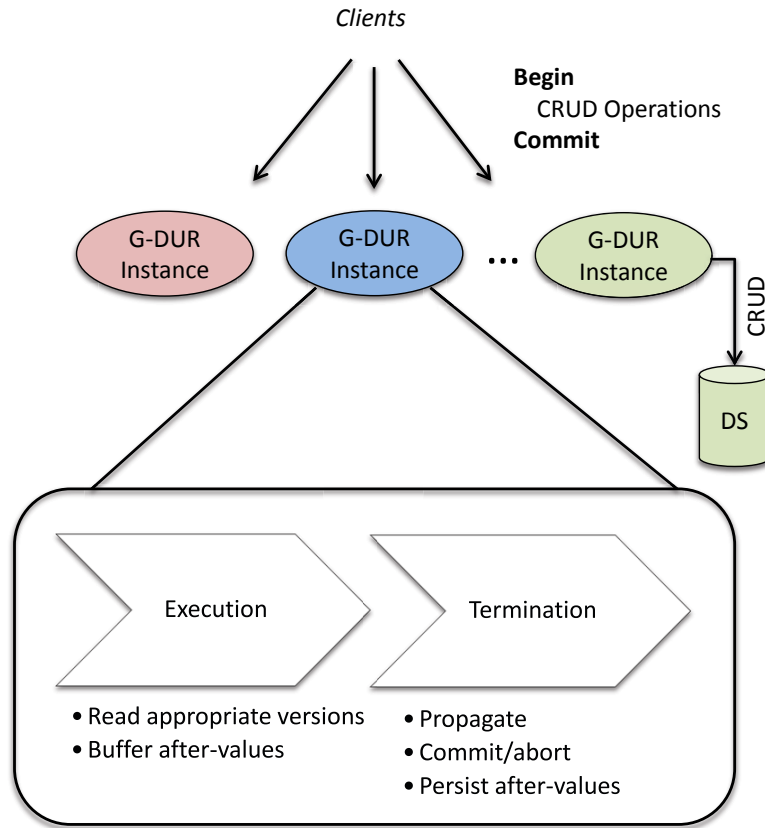 Clients
Begin
CRUD Operations
Commit
G-DUR
Instance
G-DUR
Instance
...
G-DUR
Instance
CRUD
DS
Execution
Termination
• Read appropriate versions
• Buffer after-values
• Propagate
• Commit/abort
• Persist after-values